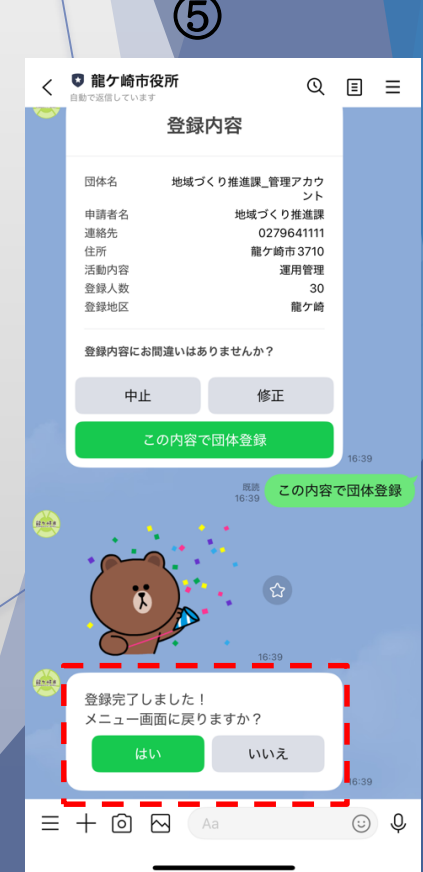 ⑤
龍ケ崎市役所
自動で返信しています
登録内容
団体名 地域づくり推進課_管理アカウ
ント
申請者名 地域づくり推進課
連絡先 0279641111
住所 龍ケ崎市3710
活動内容 運用管理
登録人数 30
登録地区 龍ケ崎
登録内容にお間違いはありませんか？
中止 修正
この内容で団体登録
16:39
既読
16:39
この内容で団体登録
16:39
登録完了しました！
メニュー画面に戻りますか？
はい いいえ
16:39
Aa